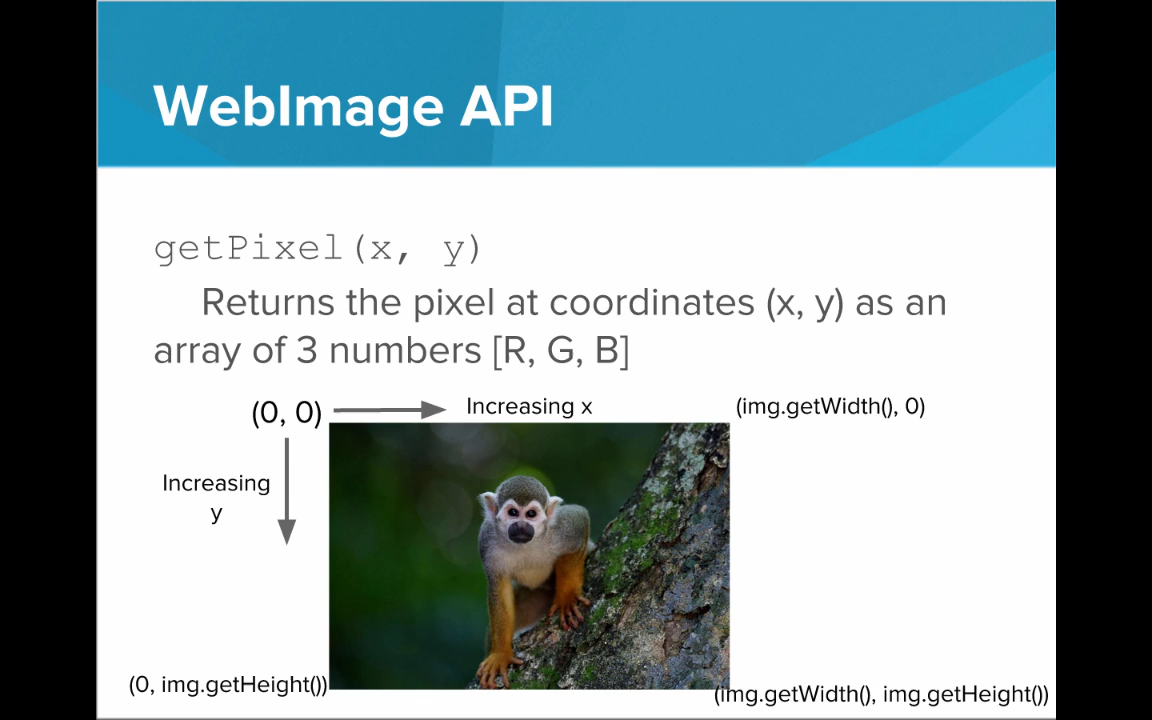 WebImage API
getPixel(x, y)
Returns the pixel at coordinates (x, y) as an
array of 3 numbers [R, G, B]
(0, 0)
Increasing x
(img.getWidth(), 0)
Increasing
y
(0, img.getHeight())
(img.getWidth(), img.getHeight())